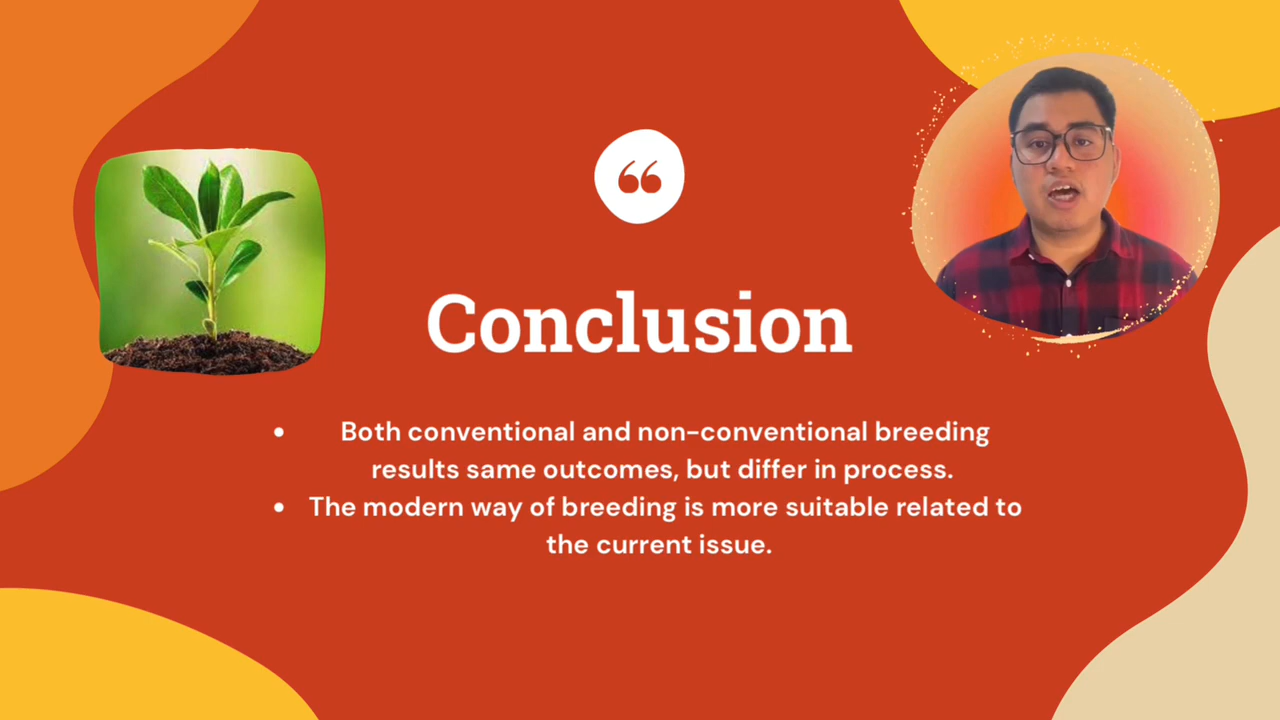 “
Conclusion
• Both conventional and non-conventional breeding
results same outcomes, but differ in process.
• The modern way of breeding is more suitable related to
the current issue.